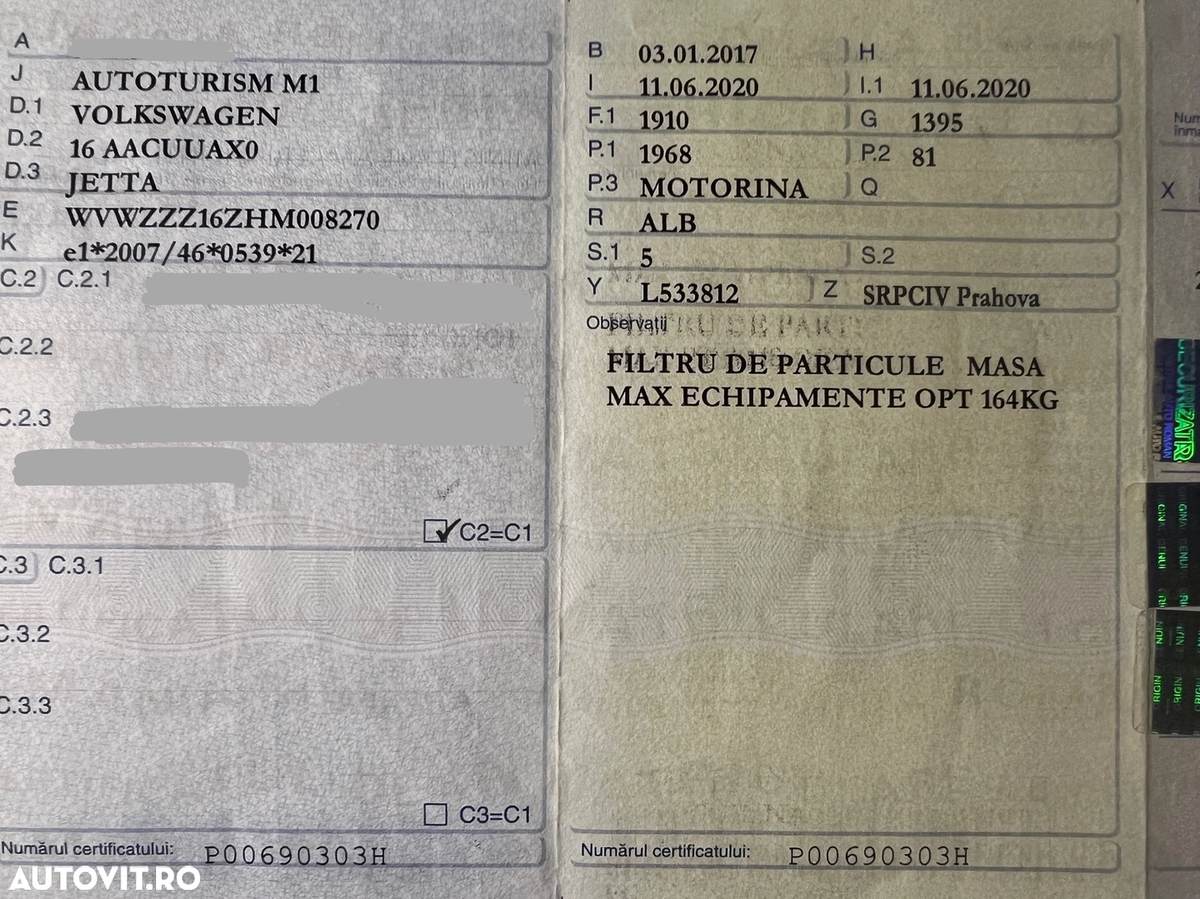 A
J AUTOTURISM M1
D.1 VOLKSWAGEN
D.2 16 AACUUAX0
D.3 JETTA
E WVWZZZ16ZHM008270
K e1*2007/46*0539*21
C.2 C.2.1
C.2.2
C.2.3
C2=C1
C.3 C.3.1
C.3.2
C.3.3
C3=C1
Numărul certificatului: P00690303H
B 03.01.2017 H
I 11.06.2020 I.1 11.06.2020
F.1 1910 G 1395
P.1 1968 P.2 81
P.3 MOTORINA Q
R ALB
S.1 5 S.2
Y L533812 Z SRPCIV Prahova
Observații
FILTRU DE PARTICULE MASA
MAX ECHIPAMENTE OPT 164KG
Numărul certificatului: P00690303H
X
AUTOVIT.RO